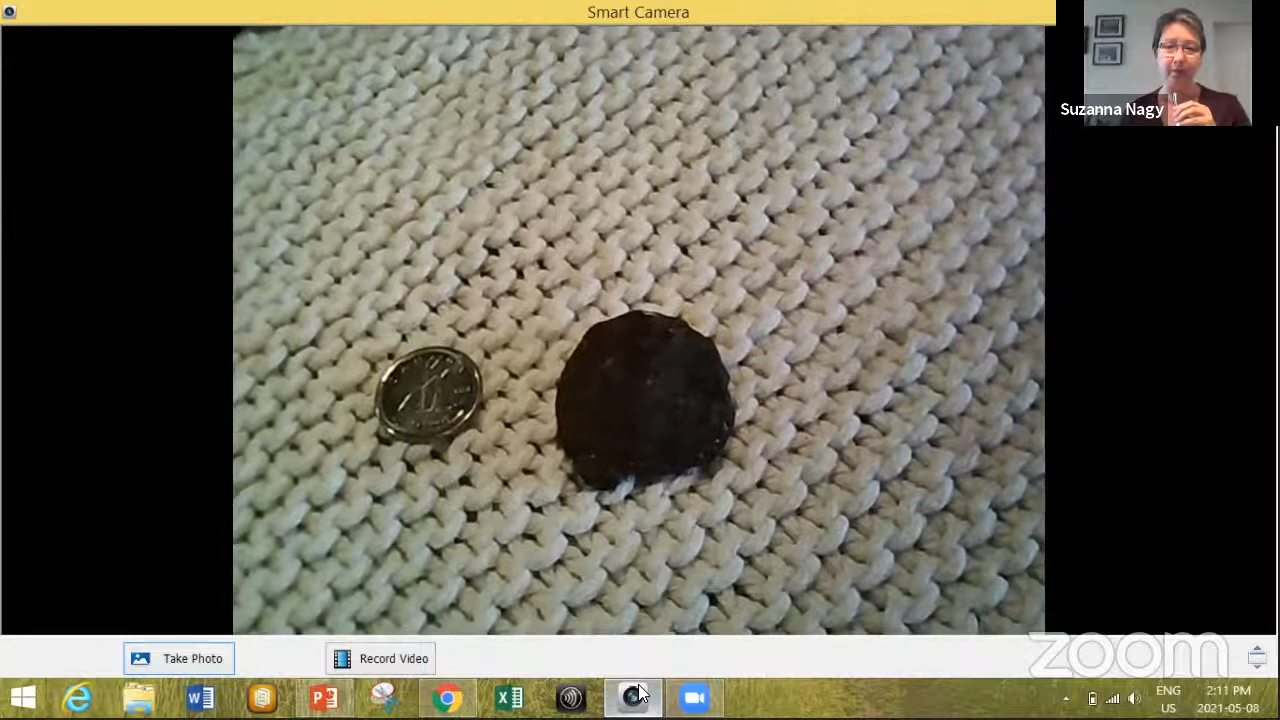 Smart Camera
Suzanna Nagy
Take Photo
Record Video
zoom
ENG
US
2:11 PM
2021-05-08